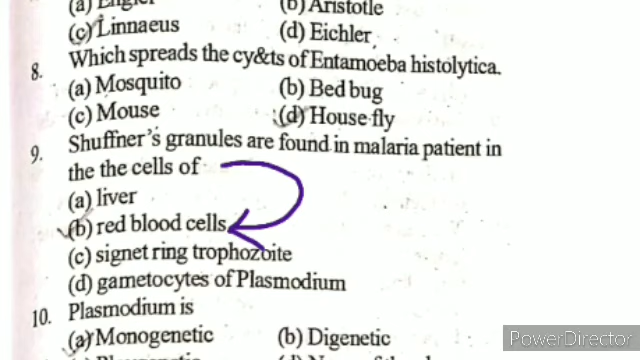 (a) Engler (b) Aristotle
(c) Linnaeus (d) Eichler
8. Which spreads the cy&ts of Entamoeba histolytica.
(a) Mosquito (b) Bed bug
(c) Mouse (d) House fly
9. Shuffner's granules are found in malaria patient in
the the cells of
(a) liver
(b) red blood cells
(c) signet ring trophozoite
(d) gametocytes of Plasmodium
10. Plasmodium is
(a) Monogenetic (b) Digenetic
PowerDirector